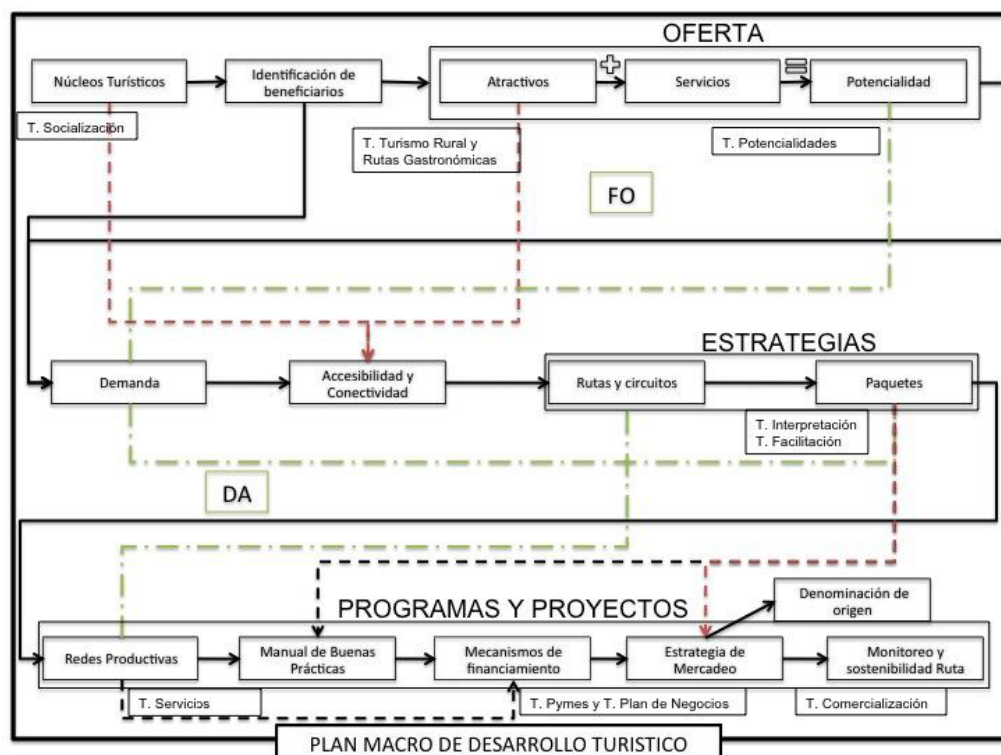 OFERTA
Núcleos Turísticos
Identificación de
beneficiarios
Atractivos
Servicios
Potencialidad
T. Socialización
T. Turismo Rural y
Rutas Gastronómicas
T. Potencialidades
FO
ESTRATEGIAS
Demanda
Accesibilidad y
Conectividad
Rutas y circuitos
Paquetes
T. Interpretación
T. Facilitación
DA
PROGRAMAS Y PROYECTOS
Denominación de
origen
Redes Productivas
Manual de Buenas
Prácticas
Mecanismos de
financiamiento
Estrategia de
Mercadeo
Monitoreo y
sostenibilidad Ruta
T. Servicios
T. Pymes y T. Plan de Negocios
T. Comercialización
PLAN MACRO DE DESARROLLO TURISTICO